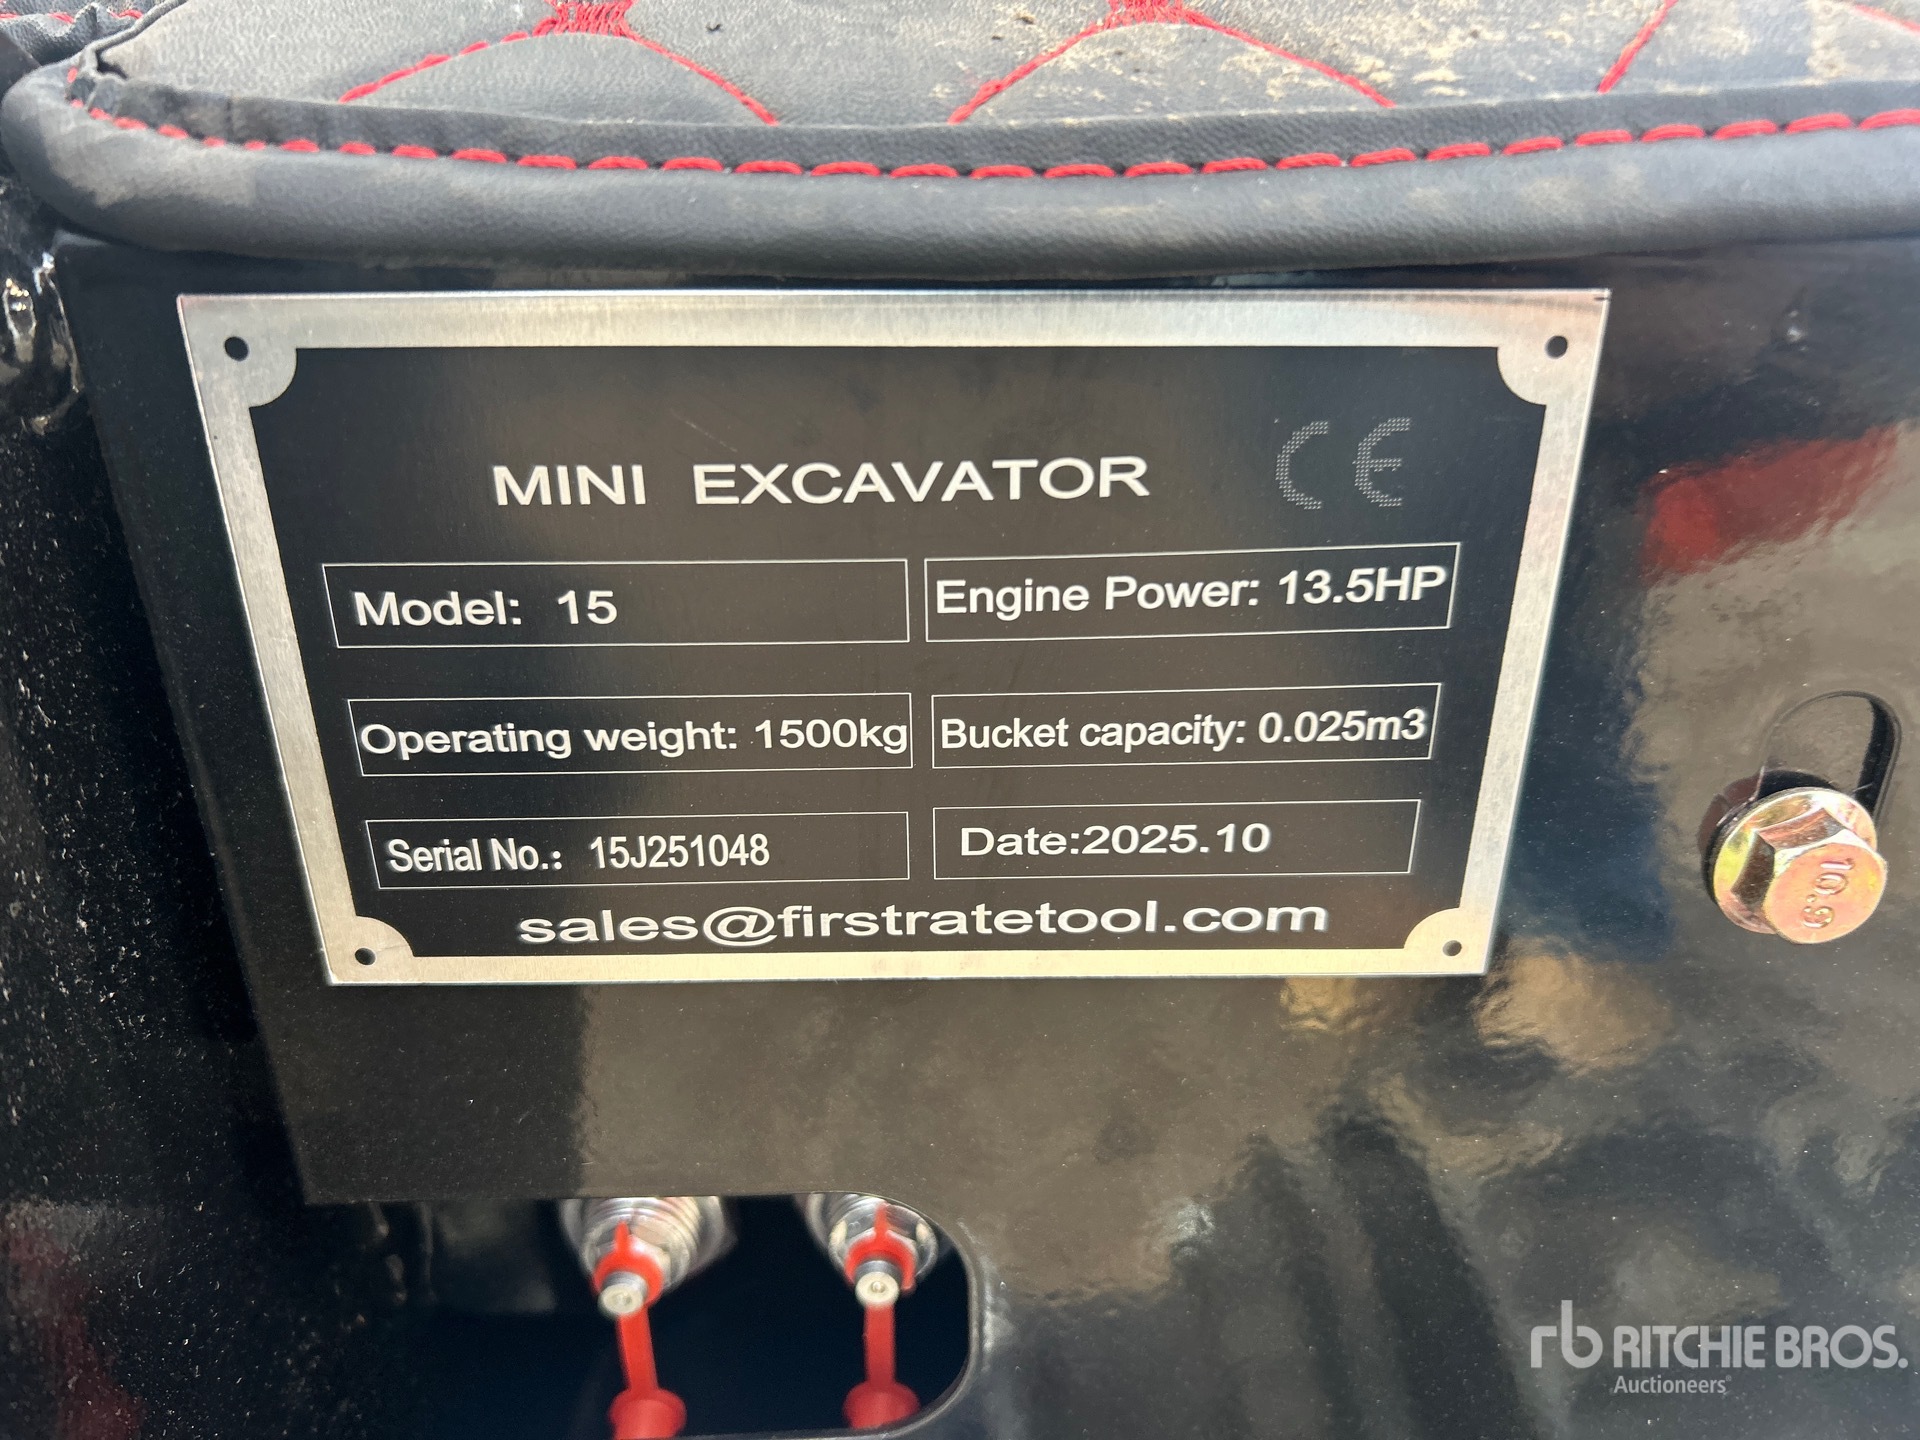 MINI EXCAVATOR CE
Model: 15
Engine Power: 13.5HP
Operating weight: 1500kg
Bucket capacity: 0.025m3
Serial No.: 15J251048
Date:2025.10
sales@firstratetool.com
10.9
rb RITCHIE BROS.
Auctioneers